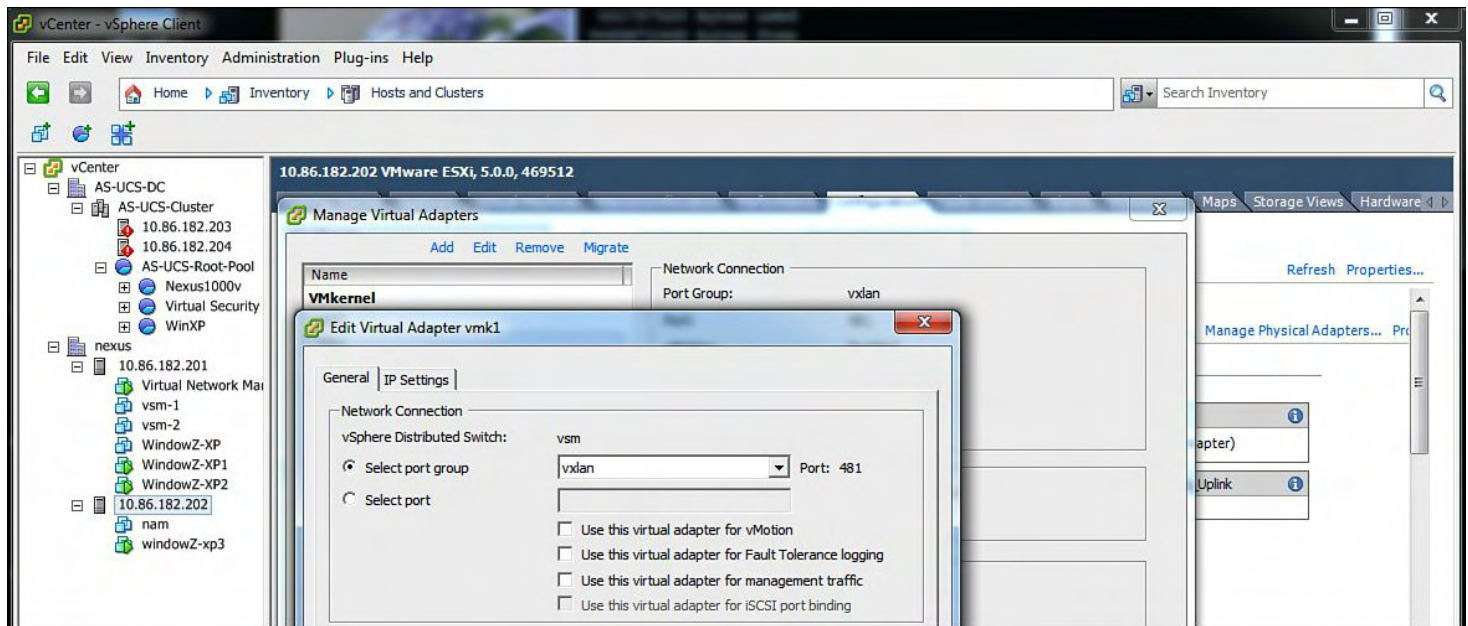 vCenter - vSphere Client
File Edit View Inventory Administration Plug-ins Help
Home Inventory Hosts and Clusters
Search Inventory
vCenter
AS-UCS-DC
AS-UCS-Cluster
10.86.182.203
10.86.182.204
AS-UCS-Root-Pool
Nexus1000v
Virtual Security
WinXP
nexus
10.86.182.201
Virtual Network Mar
vsm-1
vsm-2
WindowZ-XP
WindowZ-XP1
WindowZ-XP2
10.86.182.202
nam
windowZ-xp3
10.86.182.202 VMware ESXi, 5.0.0, 469512
Maps Storage Views Hardware
Refresh Properties...
Manage Physical Adapters... Pro
apter)
_Uplink
Manage Virtual Adapters
Add Edit Remove Migrate
Name
VMkernel
Network Connection
Port Group: vxlan
Edit Virtual Adapter vmk1
General IP Settings
Network Connection
vSphere Distributed Switch: vsm
Select port group vxlan Port: 481
Select port
Use this virtual adapter for vMotion
Use this virtual adapter for Fault Tolerance logging
Use this virtual adapter for management traffic
Use this virtual adapter for iSCSI port binding